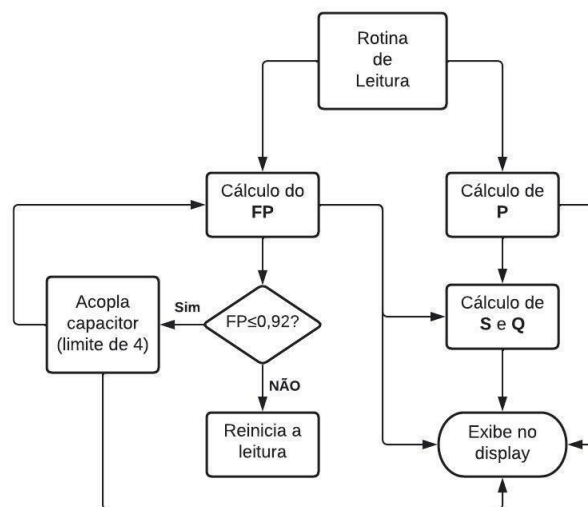 Rotina
de
Leitura
Cálculo do
FP
Cálculo de
P
Acopla
capacitor
(limite de 4)
Sim
FP≤0,92?
Cálculo de
S e Q
NÃO
Reinicia a
leitura
Exibe no
display